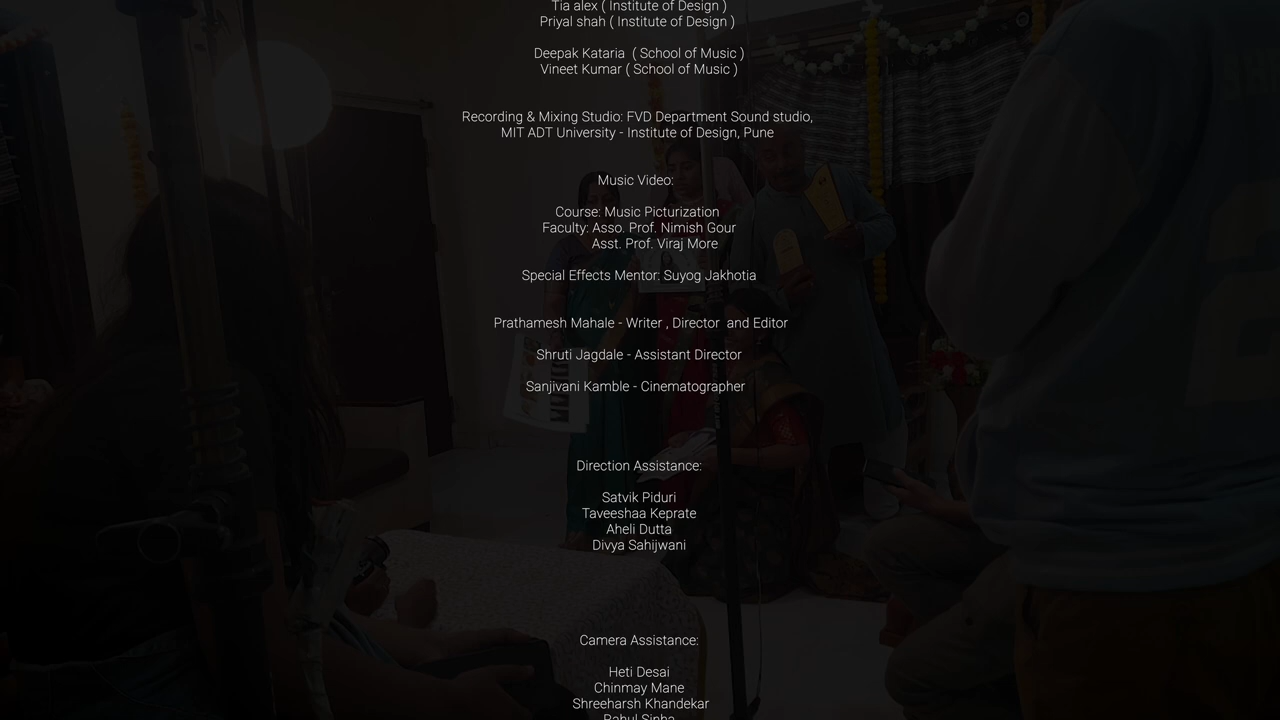 Tia alex ( Institute of Design )
Priyal shah ( Institute of Design )
Deepak Kataria  ( School of Music )
Vineet Kumar ( School of Music )
Recording & Mixing Studio: FVD Department Sound studio,
MIT ADT University - Institute of Design, Pune
Music Video:
Course: Music Picturization
Faculty: Asso. Prof. Nimish Gour
Asst. Prof. Viraj More
Special Effects Mentor: Suyog Jakhotia
Prathamesh Mahale - Writer , Director  and Editor
Shruti Jagdale - Assistant Director
Sanjivani Kamble - Cinematographer
Direction Assistance:
Satvik Piduri
Taveeshaa Keprate
Aheli Dutta
Divya Sahijwani
Camera Assistance:
Heti Desai
Chinmay Mane
Shreeharsh Khandekar
Rahul Sinha